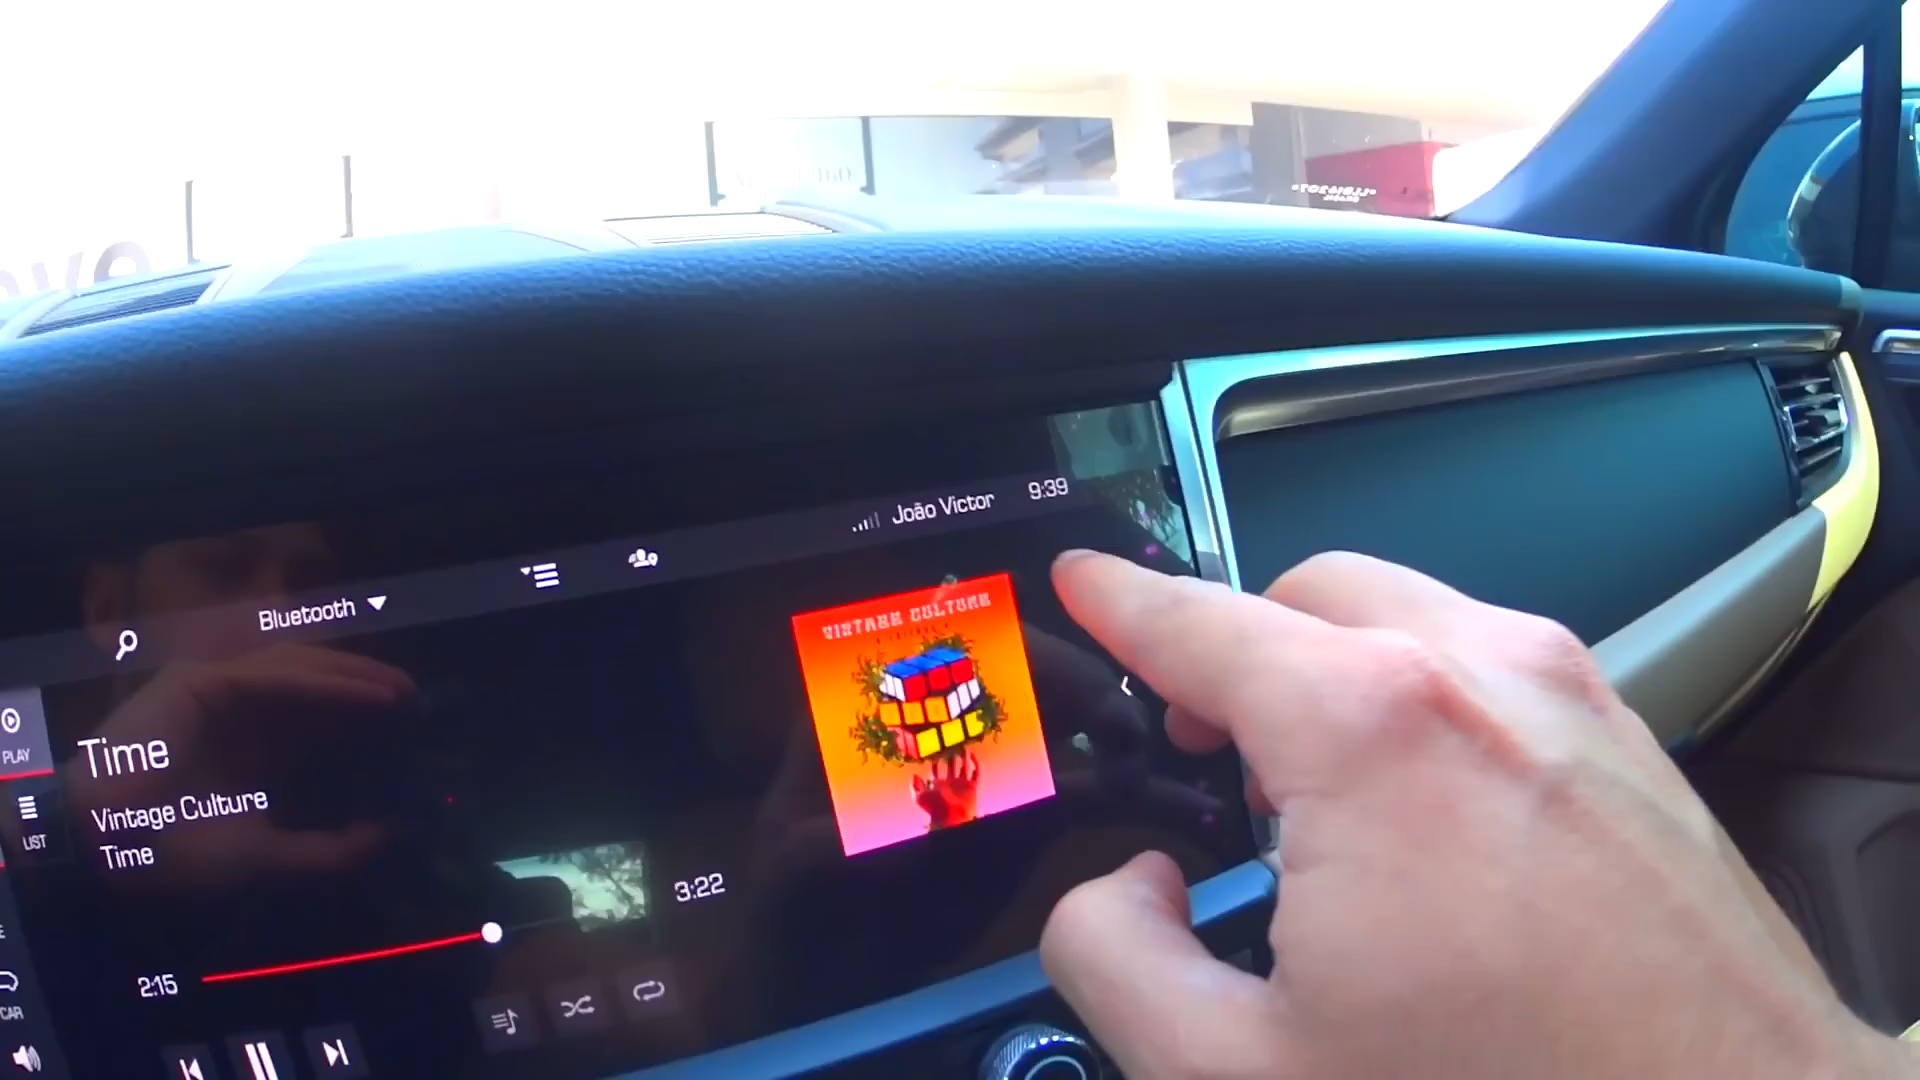 João Victor 9:39
Bluetooth
VINTAGE CULTURE
PLAY
Time
Vintage Culture
LIST
Time
3:22
2:15
CAR